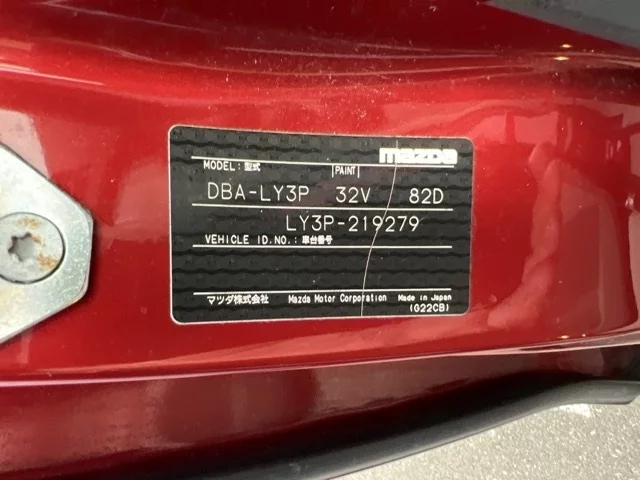 mazda
MODEL:型式 PAINT
DBA-LY3P 32V 82D
LY3P-219279
VEHICLE ID.NO.:車台番号
マツダ株式会社 Mazda Motor Corporation Made in Japan
(G22CB)